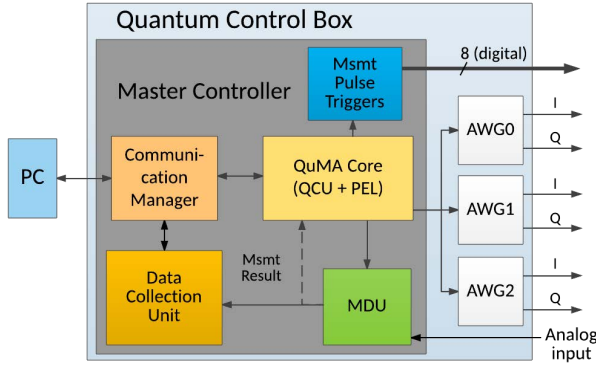 Quantum Control Box
8 (digital)
Msmt
Pulse
Triggers
Master Controller
I
AWG0
Q
PC
Communi-
cation
Manager
QuMA Core
(QCU + PEL)
I
AWG1
Q
Msmt
Result
Data
Collection
Unit
MDU
I
AWG2
Q
Analog
input